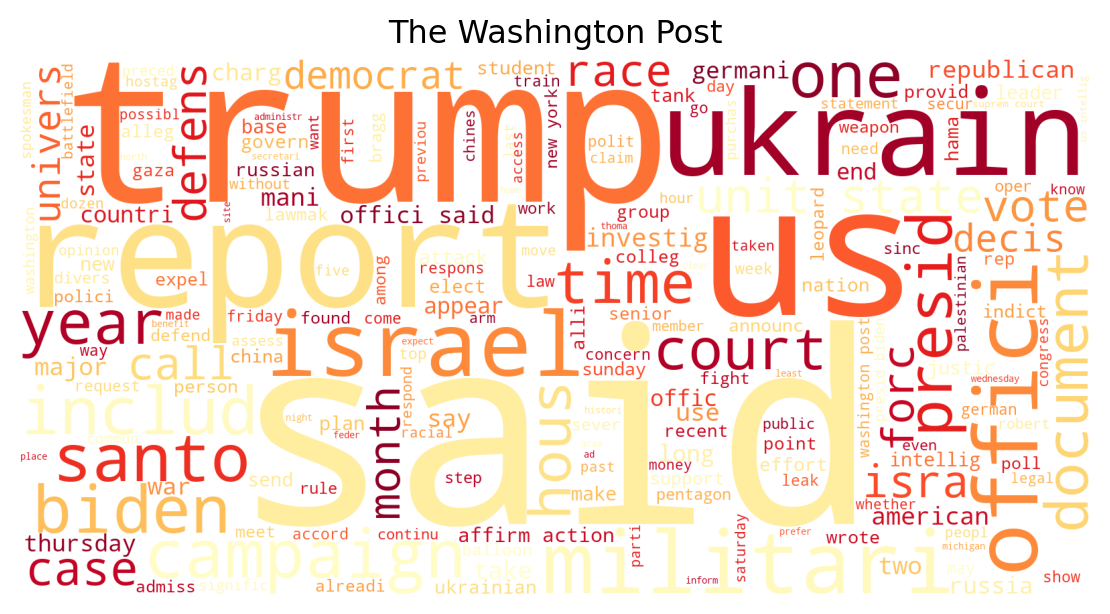 The Washington Post
spokesman
battlefield
preced
hostag
univers
state
possibl
alleg
gaza
dozen
countri
defens
charg
base
govern
russian
secretari
without
mani
lawmak
administr
democrat
want
first
bragg
previou
offici said
student
train
chines
access
new york
work
race
polit
claim
group
tank
germani
go
day
purchas
one
statement
weapon
need
end
republican
provid
secur
leader
hama
supreme court
us intellig
trump
ukrain
unit state
hour
leopard
oper
know
vote
rep
decis
washington
opinion
new
divers
polici
expel
report
five
among
attack
respons
elect
appear
move
law
investig
colleg
thoma
taken
week
us
nation
sinc
presid
palestinian
indict
congress
offici
document
time
senior
member
announc
year
made
friday
benefit
defend
way
found
come
arm
assess
china
israel
expect
top
alli
concern
sunday
court
fight
major
call
request
person
includ
said
respond
month
plan
say
racial
hous
histori
sever
offic
use
recent
public
point
washington post
forc
justic
wednesday
german
robert
even
night
feder
santo
place
war
send
rule
step
ad
past
long
money
effort
least
intellig
poll
isra
legal
support
leak
make
pentagon
whether
biden
meet
accord
continu
affirm action
parti
saturday
prefer
wrote
american
peopl
michigan
thursday
case
campaign
balloon
take
militari
two
may
russia
show
admiss
signific
alreadi
ukrainian
inform